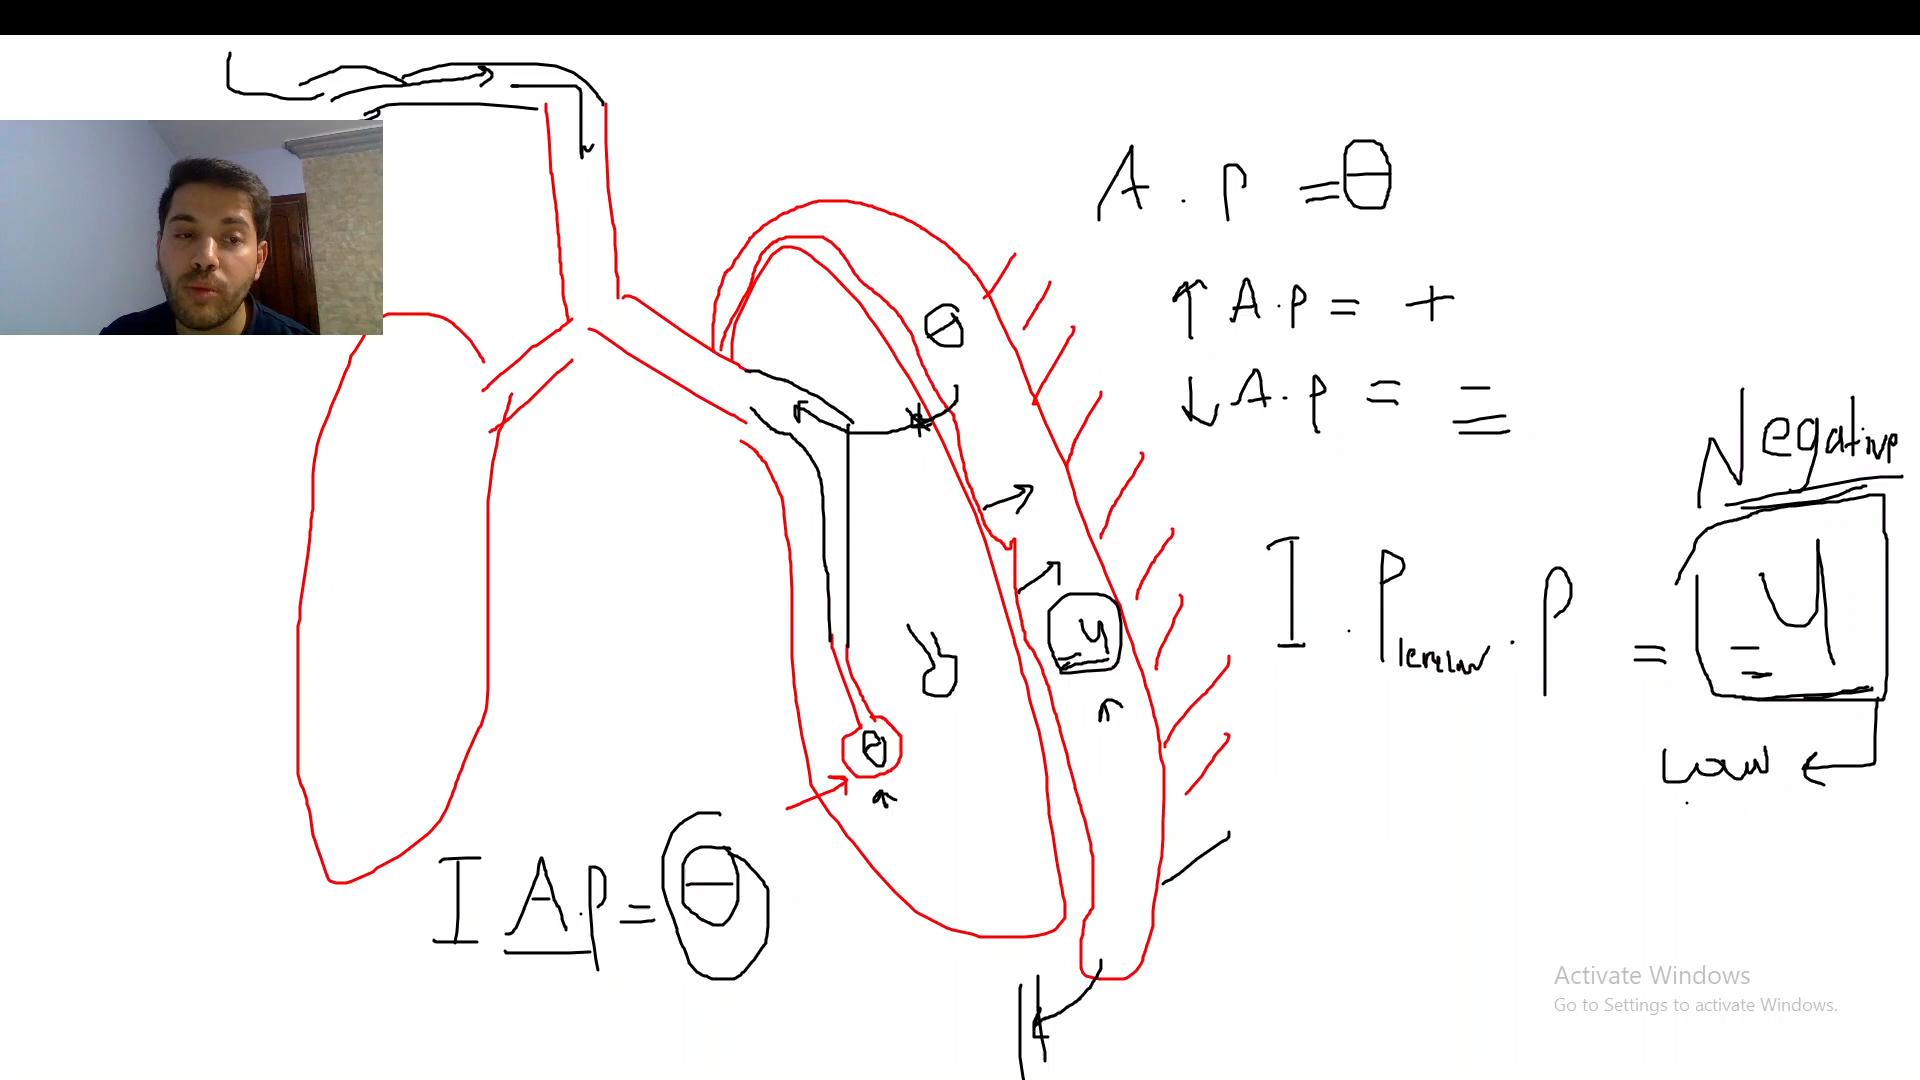 A.p = θ
↑ A.p = +
↓ A.p = -
Negative
I. p . p = - 4
Low
θ
4
θ
I A.p = θ
Activate Windows
Go to Settings to activate Windows.